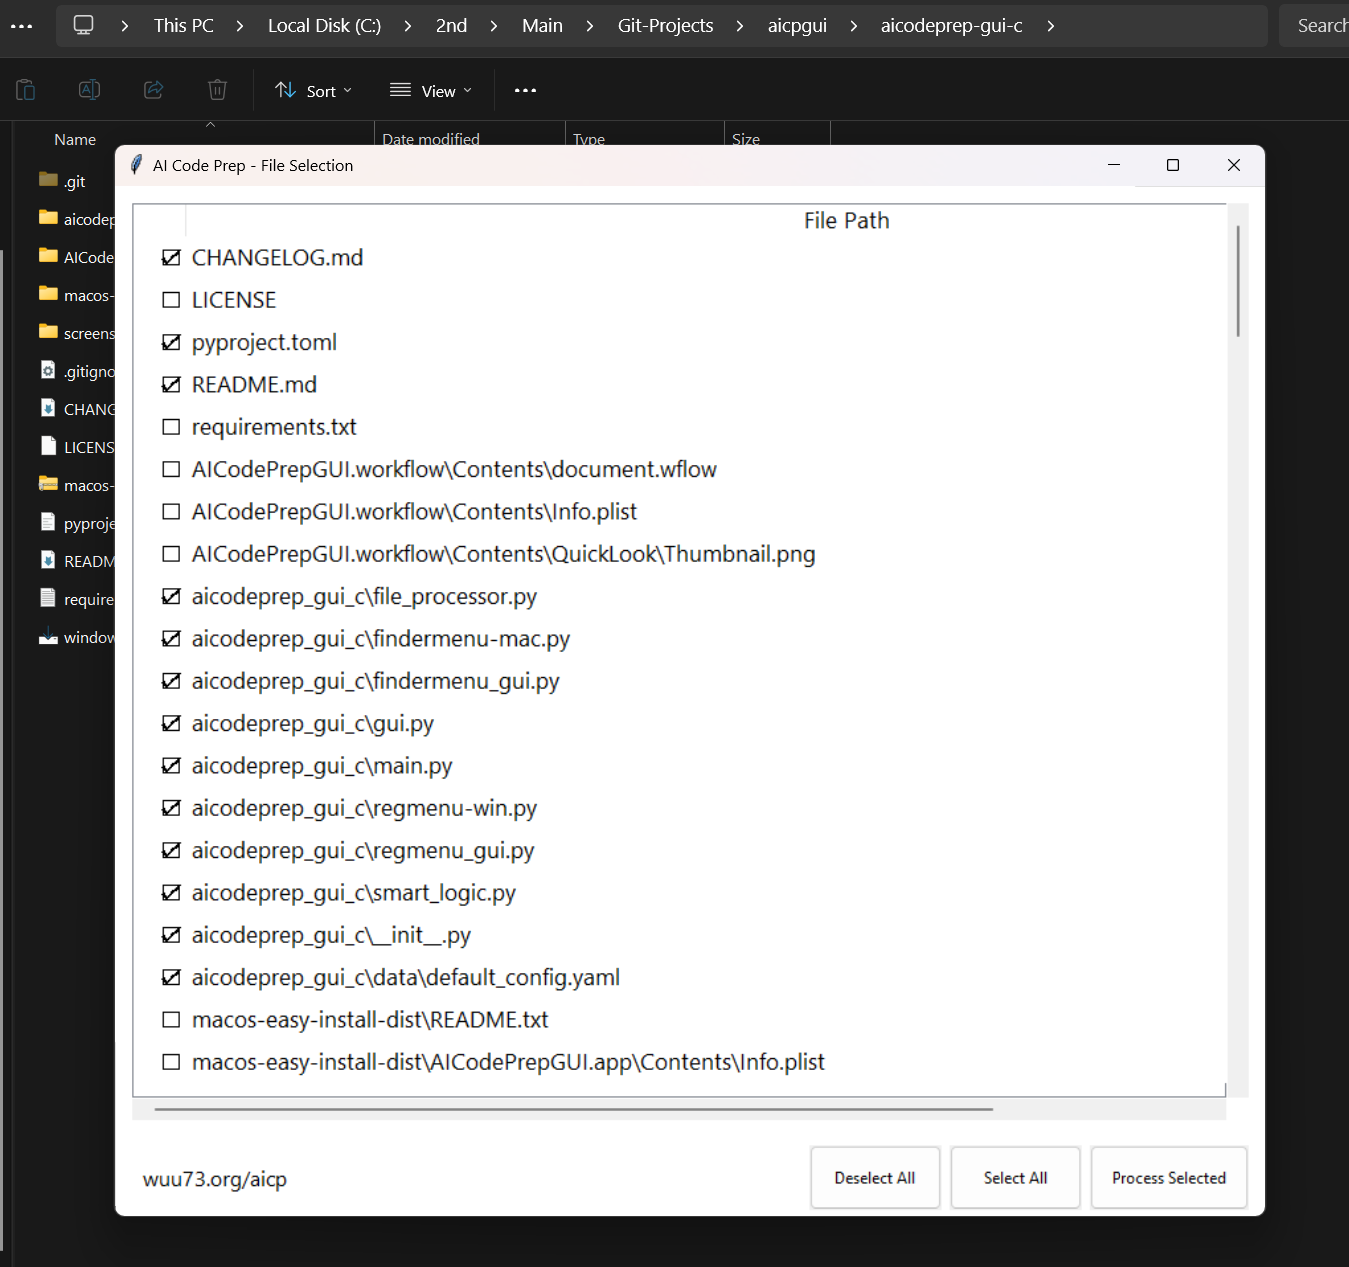 This PC > Local Disk (C:) > 2nd > Main > Git-Projects > aicpgui > aicodeprep-gui-c >
Search
Sort
View
Name
Date modified
Type
Size
.git
aicodep
AICode
macos-
screens
.gitigno
CHANG
LICENS
macos-
pyproje
READM
require
window
AI Code Prep - File Selection
File Path
CHANGELOG.md
LICENSE
pyproject.toml
README.md
requirements.txt
AICodePrepGUI.workflow\Contents\document.wflow
AICodePrepGUI.workflow\Contents\Info.plist
AICodePrepGUI.workflow\Contents\QuickLook\Thumbnail.png
aicodeprep_gui_c\file_processor.py
aicodeprep_gui_c\findermenu-mac.py
aicodeprep_gui_c\findermenu_gui.py
aicodeprep_gui_c\gui.py
aicodeprep_gui_c\main.py
aicodeprep_gui_c\regmenu-win.py
aicodeprep_gui_c\regmenu_gui.py
aicodeprep_gui_c\smart_logic.py
aicodeprep_gui_c\__init__.py
aicodeprep_gui_c\data\default_config.yaml
macos-easy-install-dist\README.txt
macos-easy-install-dist\AICodePrepGUI.app\Contents\Info.plist
wuu73.org/aicp
Deselect All
Select All
Process Selected